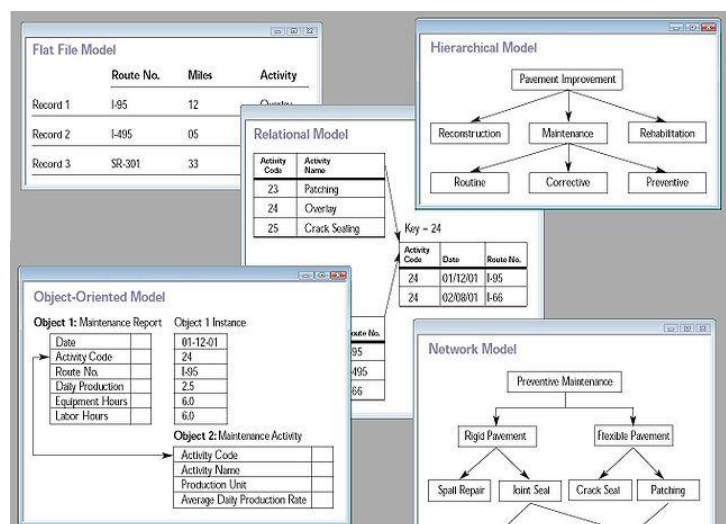 Flat File Model
Route No. Miles Activity
Record 1 I-95 12 Overlay
Record 2 I-495 05
Record 3 SR-301 33
Hierarchical Model
Pavement Improvement
Reconstruction Maintenance Rehabilitation
Routine Corrective Preventive
Relational Model
Activity Code Activity Name
23 Patching
24 Overlay
25 Crack Sealing
Key = 24
Activity Code Date Route No.
24 01/12/01 I-95
24 02/08/01 I-66
Route No.
95
495
66
Object-Oriented Model
Object 1: Maintenance Report Object 1 Instance
Date 01-12-01
Activity Code 24
Route No. I-95
Daily Production 2.5
Equipment Hours 6.0
Labor Hours 6.0
Object 2: Maintenance Activity
Activity Code
Activity Name
Production Unit
Average Daily Production Rate
Network Model
Preventive Maintenance
Rigid Pavement Flexible Pavement
Spall Repair Joint Seal Crack Seal Patching